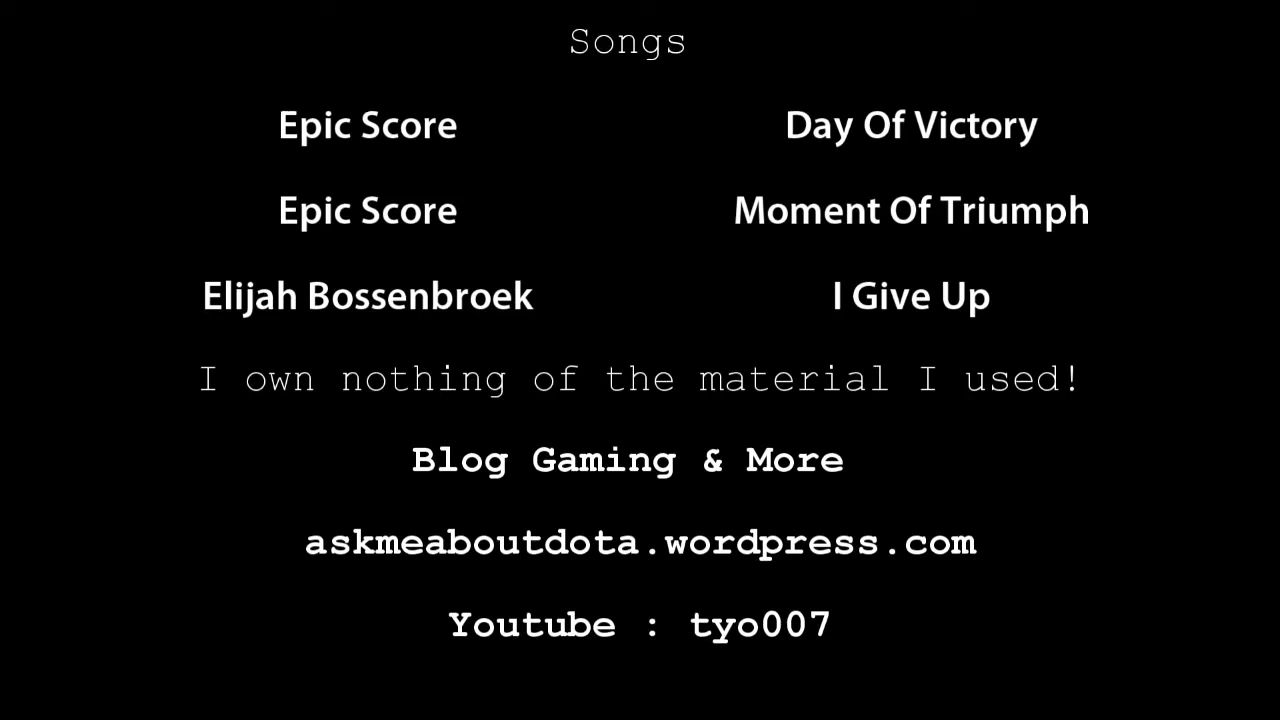 Songs
Epic Score Day Of Victory
Epic Score Moment Of Triumph
Elijah Bossenbroek I Give Up
I own nothing of the material I used!
Blog Gaming & More
askmeaboutdota.wordpress.com
Youtube : tyo007